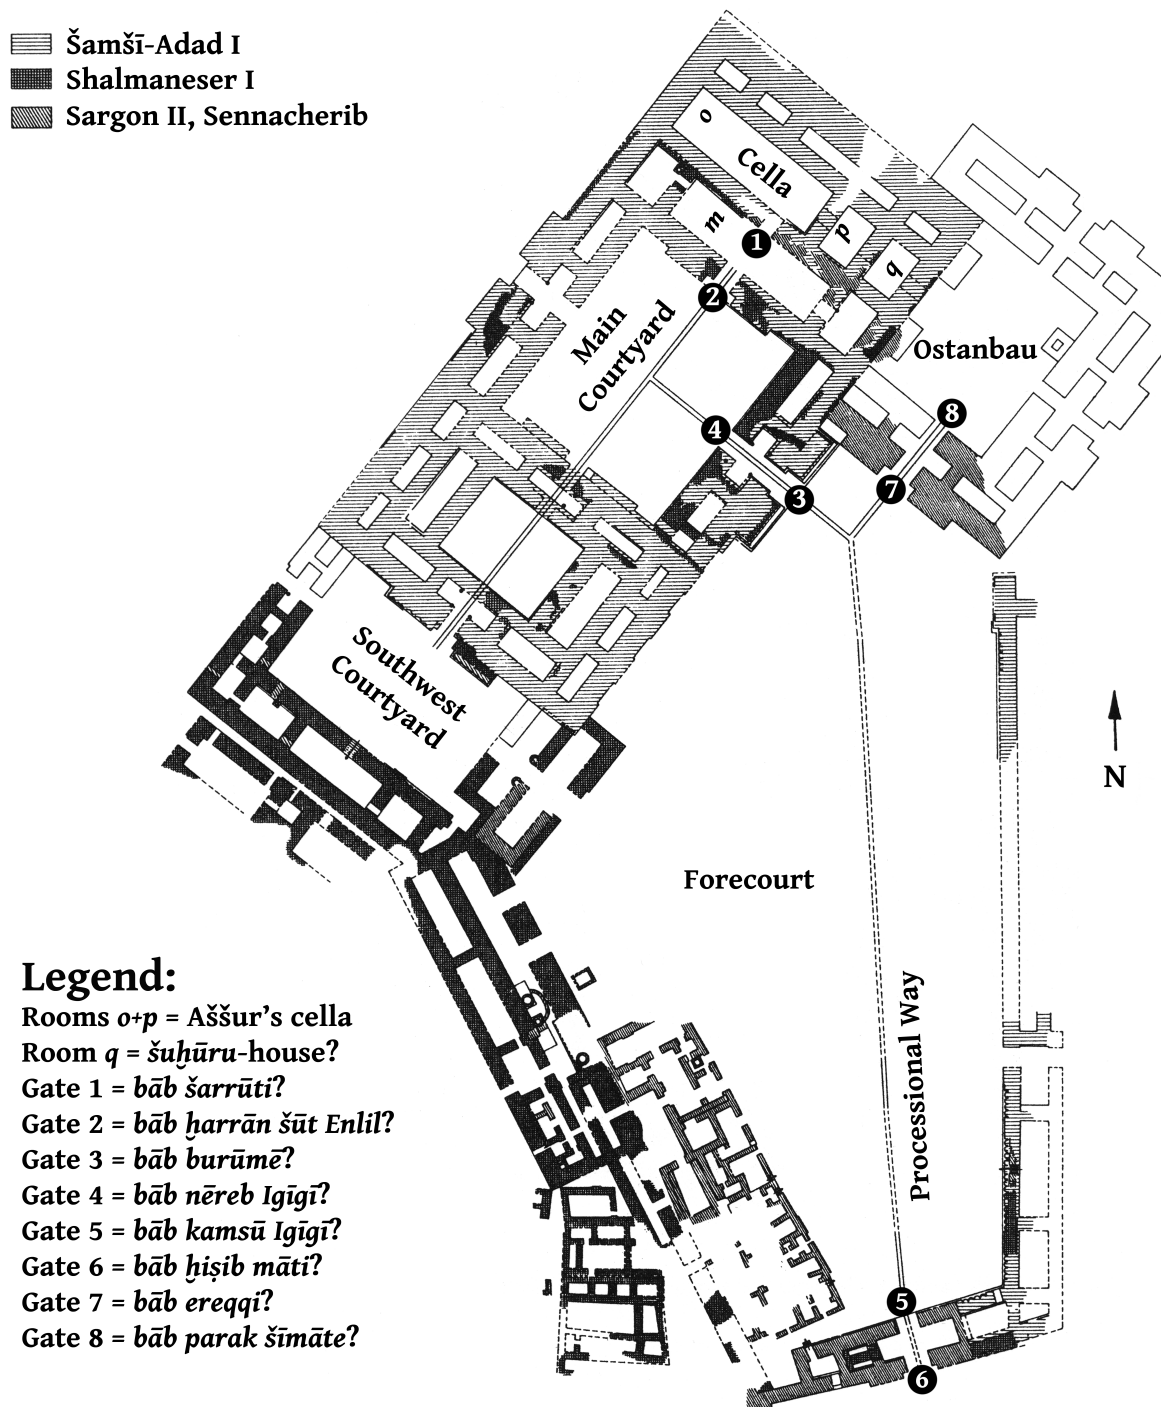 Šamšī-Adad I
Shalmaneser I
Sargon II, Sennacherib
o
Cella
m
p
q
1
2
Main
Courtyard
Ostanbau
8
4
7
3
Southwest
Courtyard
N
Forecourt
Processional Way
5
6
Legend:
Rooms o+p = Aššur’s cella
Room q = šuḫūru-house?
Gate 1 = bāb šarrūti?
Gate 2 = bāb ḫarrān šūt Enlil?
Gate 3 = bāb burūmē?
Gate 4 = bāb nēreb Igīgī?
Gate 5 = bāb kamsū Igīgī?
Gate 6 = bāb ḫiṣib māti?
Gate 7 = bāb ereqqi?
Gate 8 = bāb parak šīmāte?